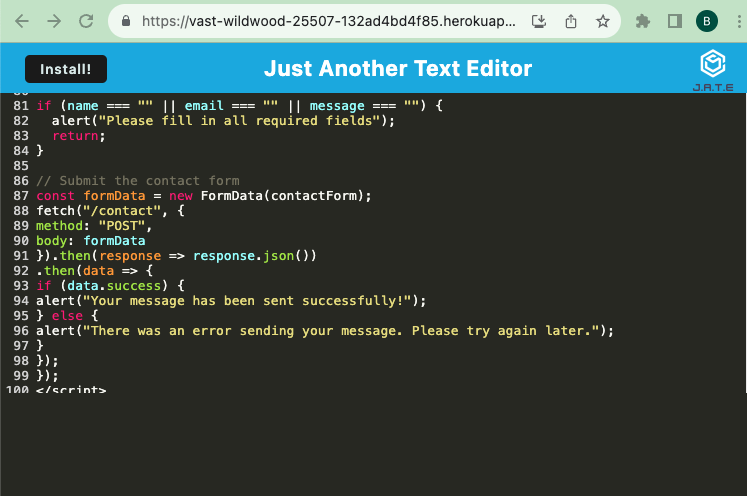 https://vast-wildwood-25507-132ad4bd4f85.herokuap...
B
Install!
Just Another Text Editor
J.A.T.E
81 if (name === "" || email === "" || message === "") {
82   alert("Please fill in all required fields");
83   return;
84 }
85
86 // Submit the contact form
87 const formData = new FormData(contactForm);
88 fetch("/contact", {
89 method: "POST",
90 body: formData
91 }).then(response => response.json())
92 .then(data => {
93 if (data.success) {
94 alert("Your message has been sent successfully!");
95 } else {
96 alert("There was an error sending your message. Please try again later.");
97 }
98 });
99 });
100 </script>